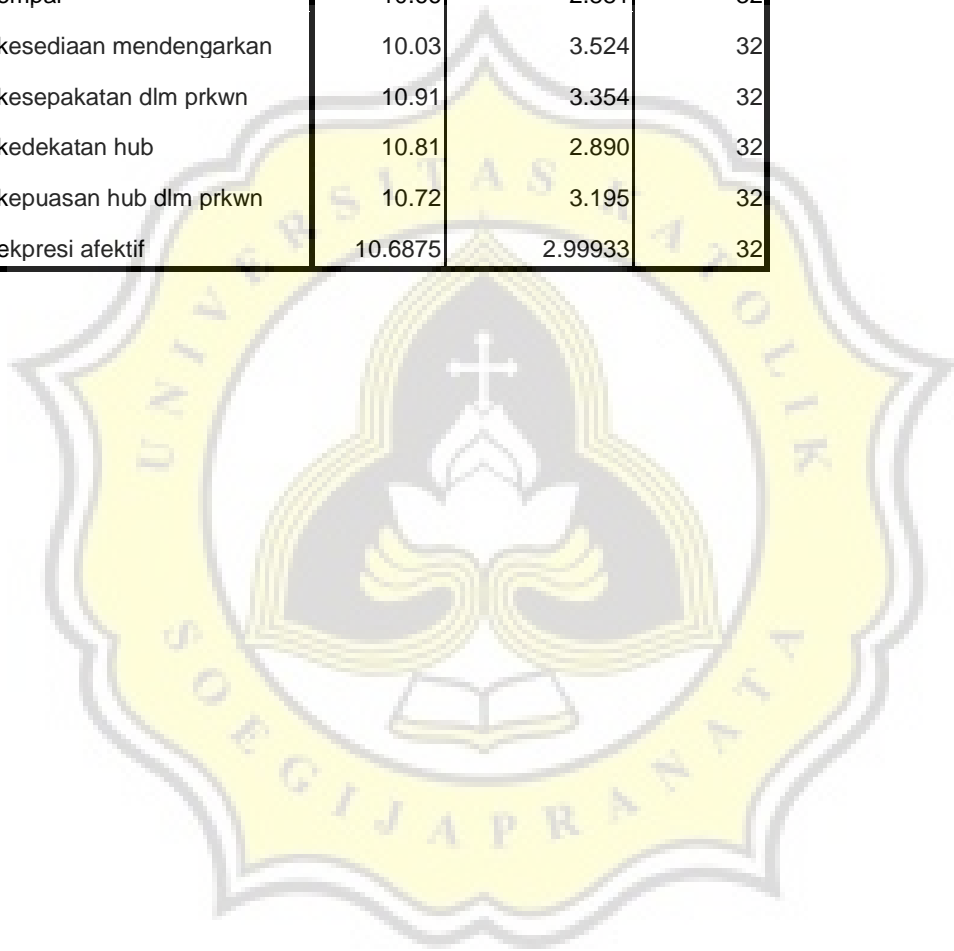 kesediaan mendengarkan 10.03 3.524 32
kesepakatan dlm prkwn 10.91 3.354 32
kedekatan hub 10.81 2.890 32
kepuasan hub dlm prkwn 10.72 3.195 32
ekpresi afektif 10.6875 2.99933 32
UNIVERSITAS KATOLIK
SOEGIJAPRANATA